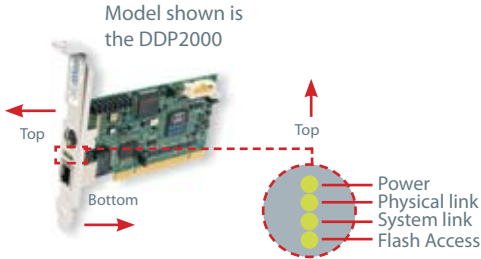 Model shown is
the DDP2000
Top
Top
Bottom
Power
Physical link
System link
Flash Access